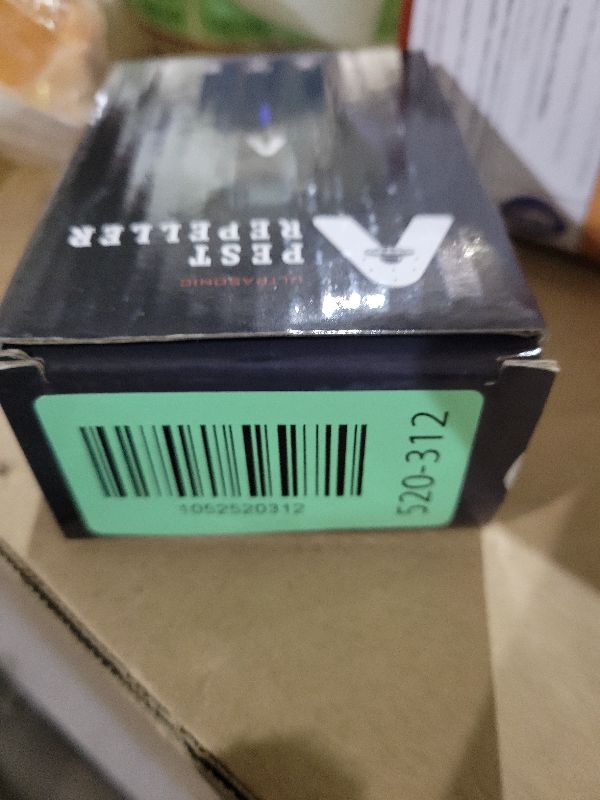 ULTRASONIC
PEST
REPELLER
1052520312
520-312